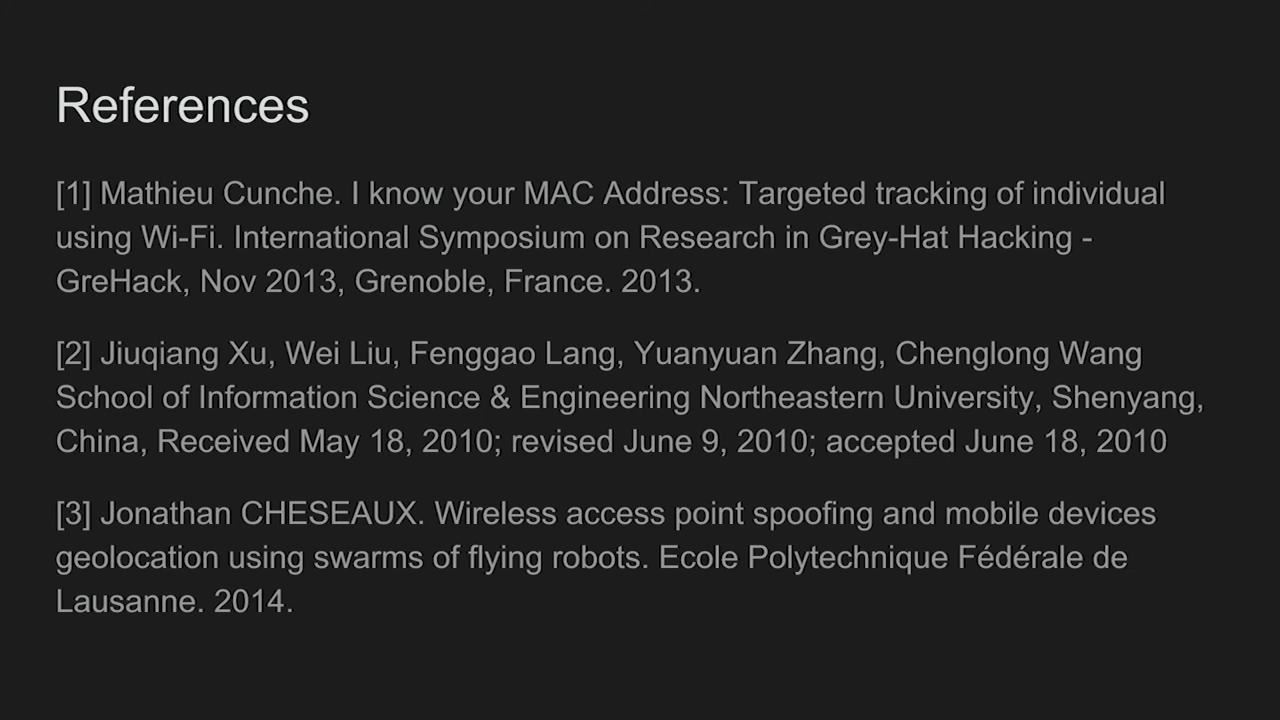 References
[1] Mathieu Cunche. I know your MAC Address: Targeted tracking of individual
using Wi-Fi. International Symposium on Research in Grey-Hat Hacking -
GreHack, Nov 2013, Grenoble, France. 2013.
[2] Jiuqiang Xu, Wei Liu, Fenggao Lang, Yuanyuan Zhang, Chenglong Wang
School of Information Science & Engineering Northeastern University, Shenyang,
China, Received May 18, 2010; revised June 9, 2010; accepted June 18, 2010
[3] Jonathan CHESEAUX. Wireless access point spoofing and mobile devices
geolocation using swarms of flying robots. Ecole Polytechnique Fédérale de
Lausanne. 2014.